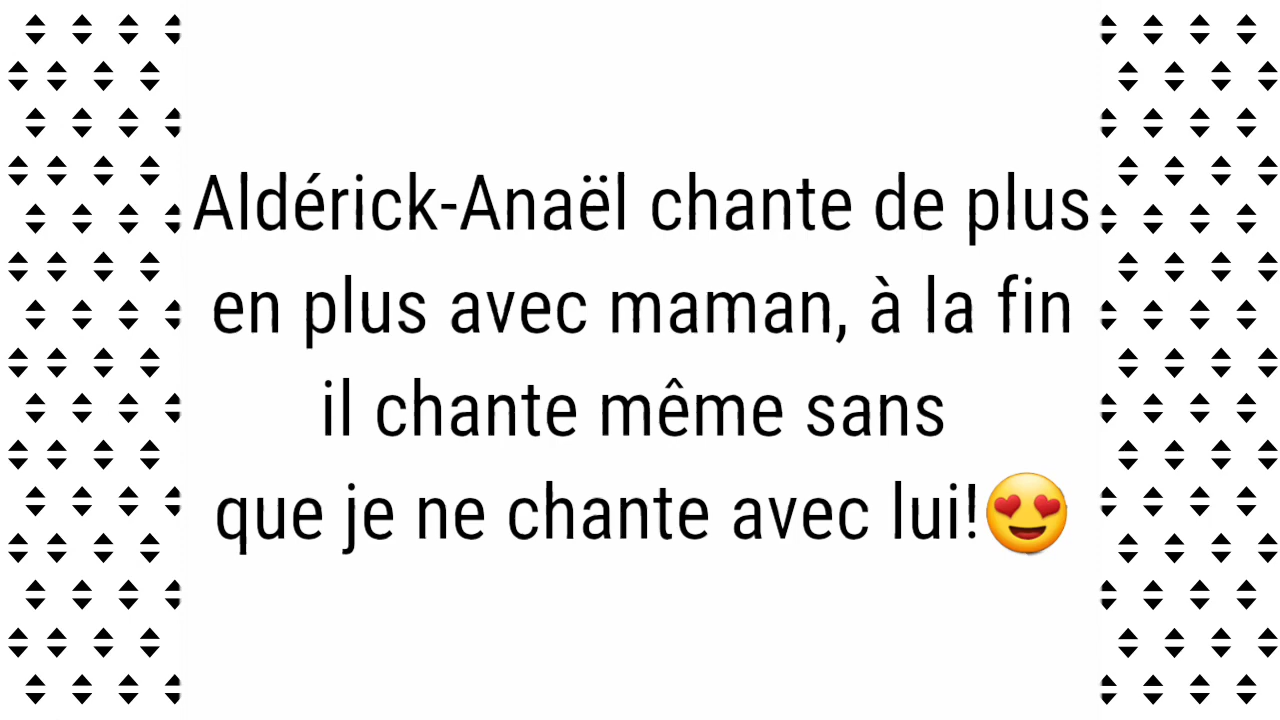 Aldérick-Anaël chante de plus
en plus avec maman, à la fin
il chante même sans
que je ne chante avec lui!😍